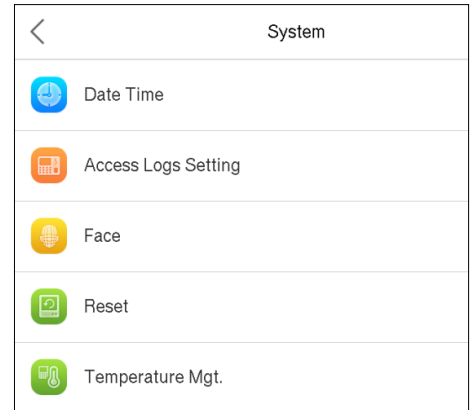 System
Date Time
Access Logs Setting
Face
Reset
Temperature Mgt.